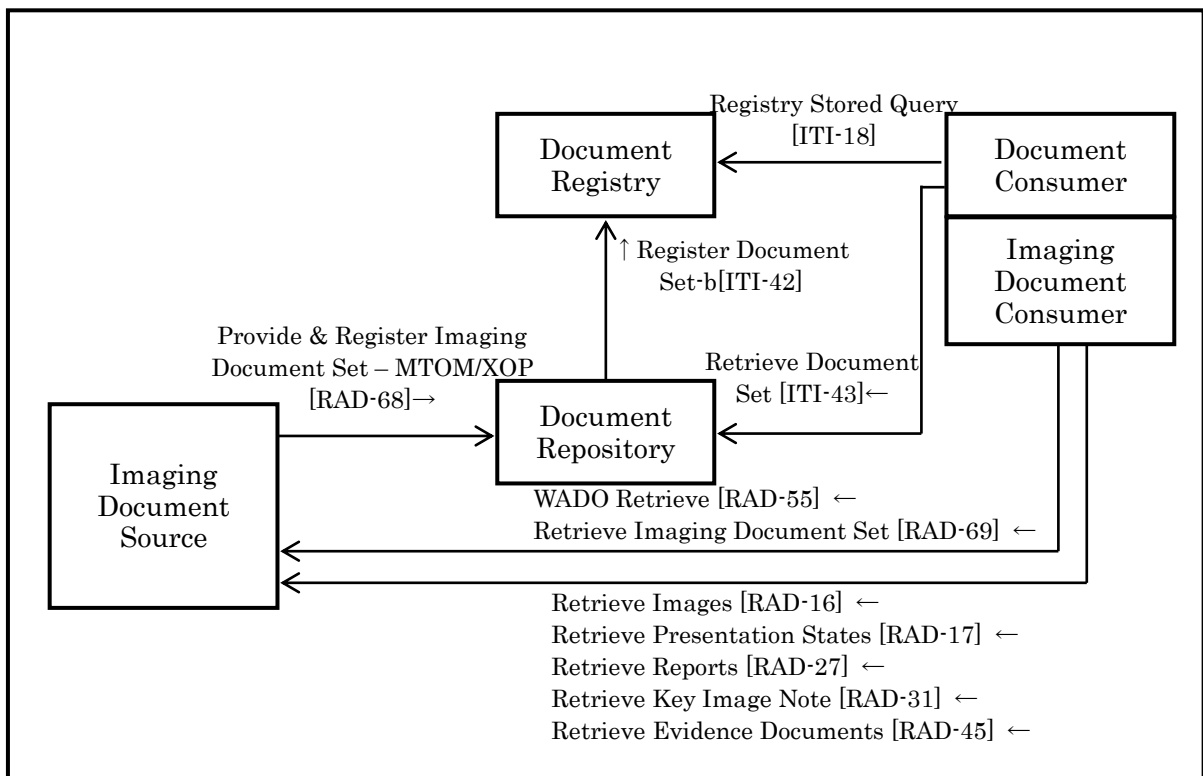 Registry Stored Query
[ITI-18]
Document
Registry
Document
Consumer
Imaging
Document
Consumer
↑ Register Document
Set-b[ITI-42]
Provide & Register Imaging
Document Set – MTOM/XOP
[RAD-68]→
Retrieve Document
Set [ITI-43]←
Document
Repository
Imaging
Document
Source
WADO Retrieve [RAD-55] ←
Retrieve Imaging Document Set [RAD-69] ←
Retrieve Images [RAD-16] ←
Retrieve Presentation States [RAD-17] ←
Retrieve Reports [RAD-27] ←
Retrieve Key Image Note [RAD-31] ←
Retrieve Evidence Documents [RAD-45] ←